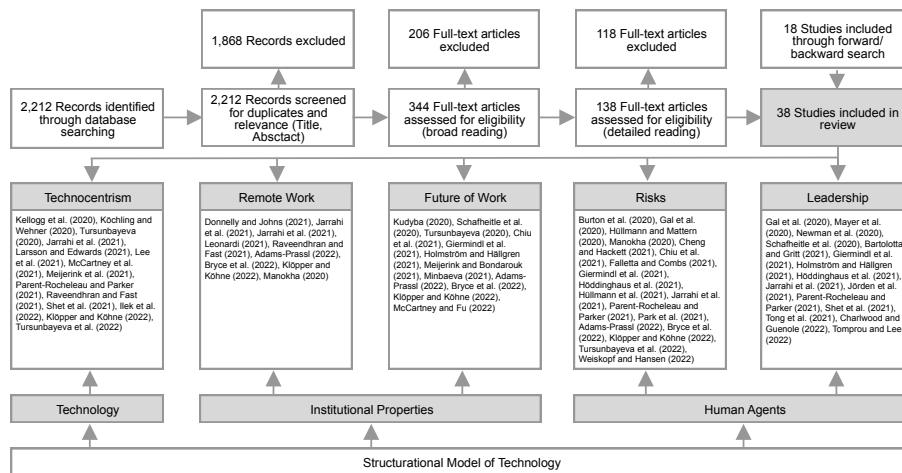 1,868 Records excluded
206 Full-text articles
excluded
118 Full-text articles
excluded
18 Studies included
through forward/
backward search
2,212 Records identified
through database
searching
2,212 Records screened
for duplicates and
relevance (Title,
Absctact)
344 Full-text articles
assessed for eligibility
(broad reading)
138 Full-text articles
assessed for eligibility
(detailed reading)
38 Studies included in
review
Technocentrism
Kellogg et al. (2020), Köchling and
Wehner (2020), Tursunbayeva
(2020), Jarrahi et al. (2021),
Larsson and Edwards (2021), Lee
et al. (2021), McCartney et al.
(2021), Meijerink et al. (2021),
Parent-Rocheleau and Parker
(2021), Raveendran and Fast
(2021), Shet et al. (2021), Ilek et al.
(2022), Klöpper and Köhne (2022),
Tursunbayeva et al. (2022)
Remote Work
Donnelly and Johns (2021), Jarrahi
et al. (2021), Jarrahi et al. (2021),
Leonardi (2021), Raveendhran and
Fast (2021), Adams-Prassl (2022),
Bryce et al. (2022), Klöpper and
Köhne (2022), Manokha (2020)
Future of Work
Kudyba (2020), Schafheitle et al.
(2020), Tursunbayeva (2020),
Chiu et al. (2021), Giermindl et al.
(2021), Holmström and Hällgren
(2021), Meijerink and Bondarouk
(2021), Minbaeva (2021), Adams-
Prassl (2022), Bryce et al. (2022),
Klöpper and Köhne (2022),
McCartney and Fu (2022)
Risks
Burton et al. (2020), Gal et al.
(2020), Hüllmann and Mattern
(2020), Manokha (2020), Cheng
and Hackett (2021), Chiu et al.
(2021), Falletta and Combs (2021),
Giermindl et al. (2021),
Höddinghaus et al. (2021),
Hüllmann et al. (2021), Jarrahi et al.
(2021), Parent-Rocheleau and
Parker (2021), Park et al. (2021),
Adams-Prassl (2022), Bryce et al.
(2022), Klöpper and Köhne (2022),
Tursunbayeva et al. (2022),
Weiskopf and Hansen (2022)
Leadership
Gal et al. (2020), Mayer et al.
(2020), Newman et al. (2020),
Schafheitle et al. (2020), Bartolotta
and Gritt (2021), Giermindl et al.
(2021), Holmström and Hällgren
(2021), Höddinghaus et al. (2021),
Jarrahi et al. (2021), Jörden et al.
(2021), Parent-Rocheleau and
Parker (2021), Shet et al. (2021),
Tong et al. (2021), Charlwood and
Guenole (2022), Tomprou and Lee
(2022)
Technology
Institutional Properties
Human Agents
Structurational Model of Technology